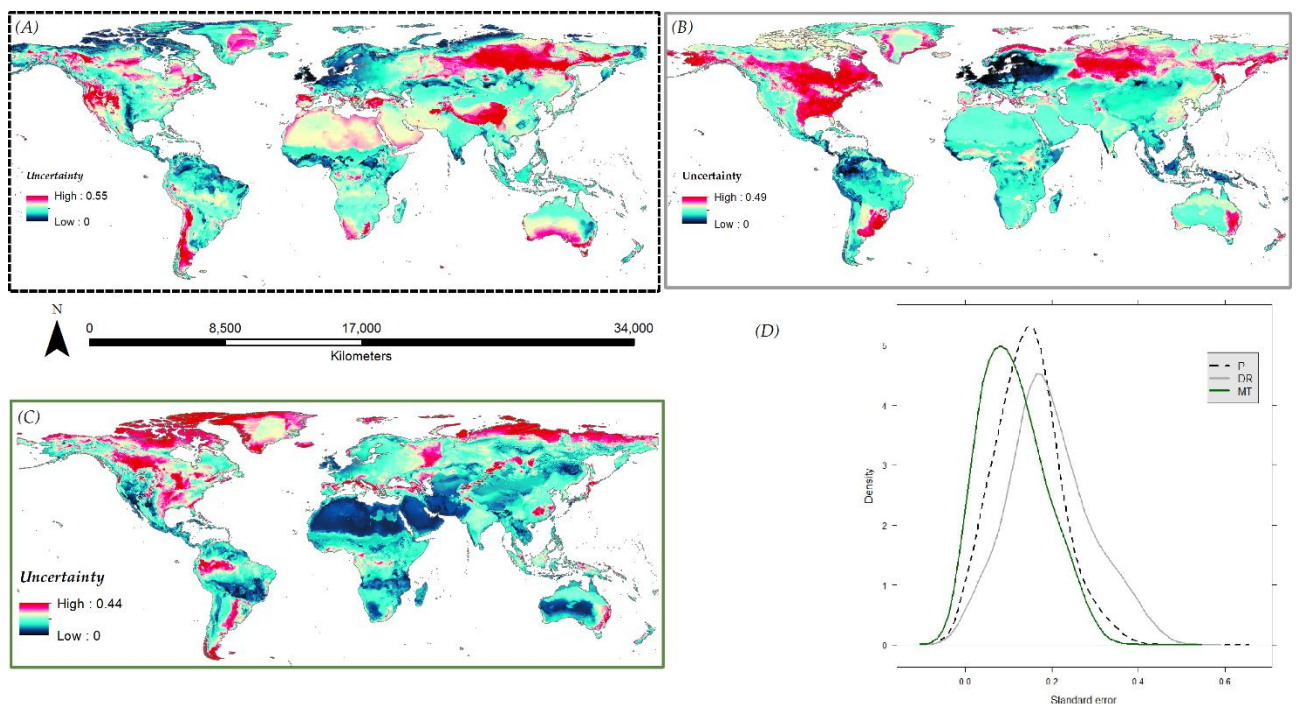 (A)
Uncertainty
High : 0.55
Low : 0
(B)
Uncertainty
High : 0.49
Low : 0
N
0 8,500 17,000 34,000
Kilometers
(C)
Uncertainty
High : 0.44
Low : 0
(D)
P
DR
MT
5
4
3
2
1
0
Density
0.0 0.2 0.4 0.6
Standard error